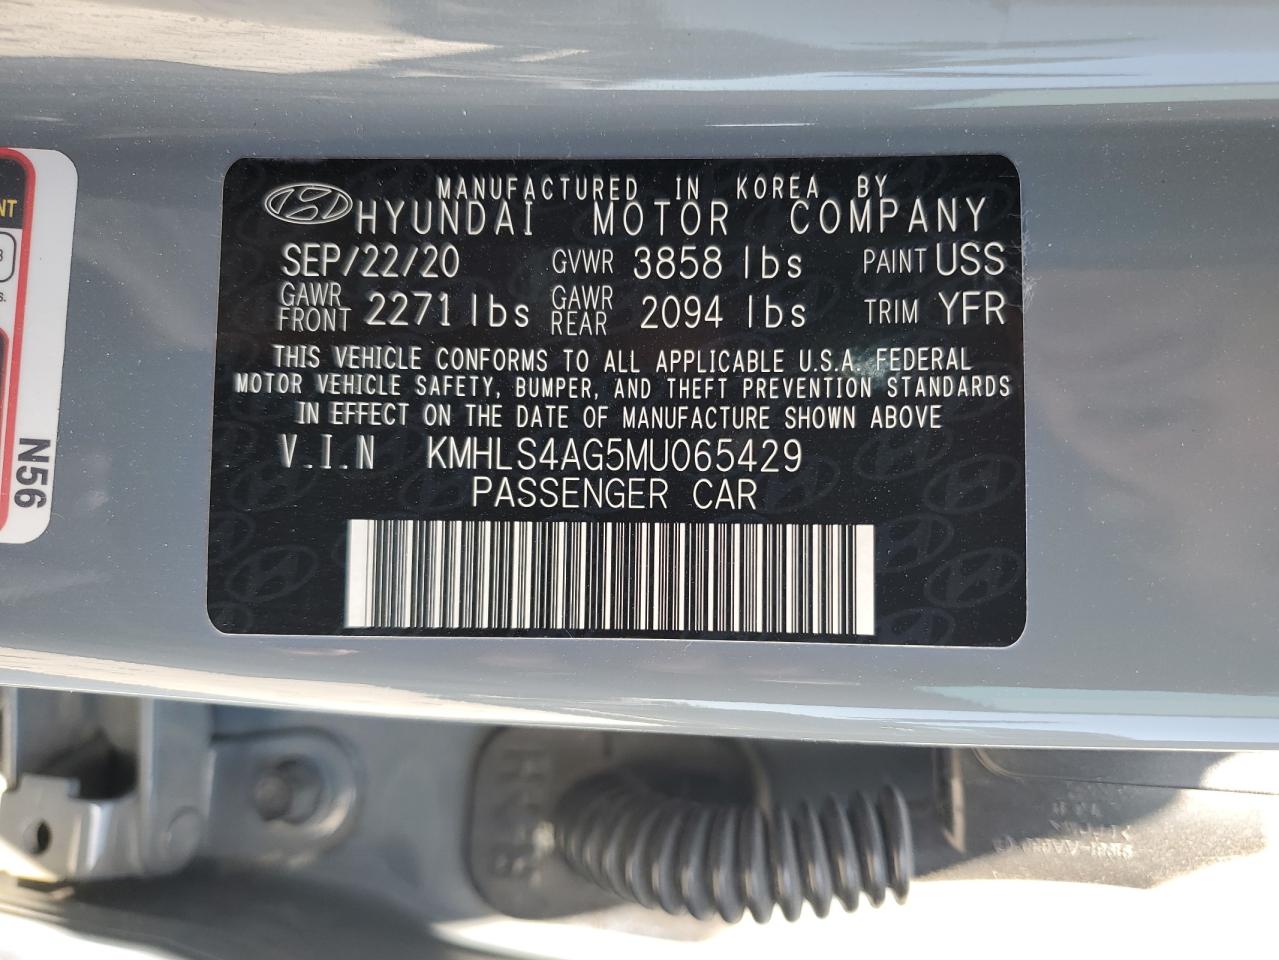 MANUFACTURED IN KOREA BY
HYUNDAI MOTOR COMPANY
SEP/22/20 GVWR 3858 lbs PAINT USS
GAWR FRONT 2271 lbs GAWR REAR 2094 lbs TRIM YFR
THIS VEHICLE CONFORMS TO ALL APPLICABLE U.S.A. FEDERAL
MOTOR VEHICLE SAFETY, BUMPER, AND THEFT PREVENTION STANDARDS
IN EFFECT ON THE DATE OF MANUFACTURE SHOWN ABOVE
V.I.N KMHLS4AG5MU065429
PASSENGER CAR
N56